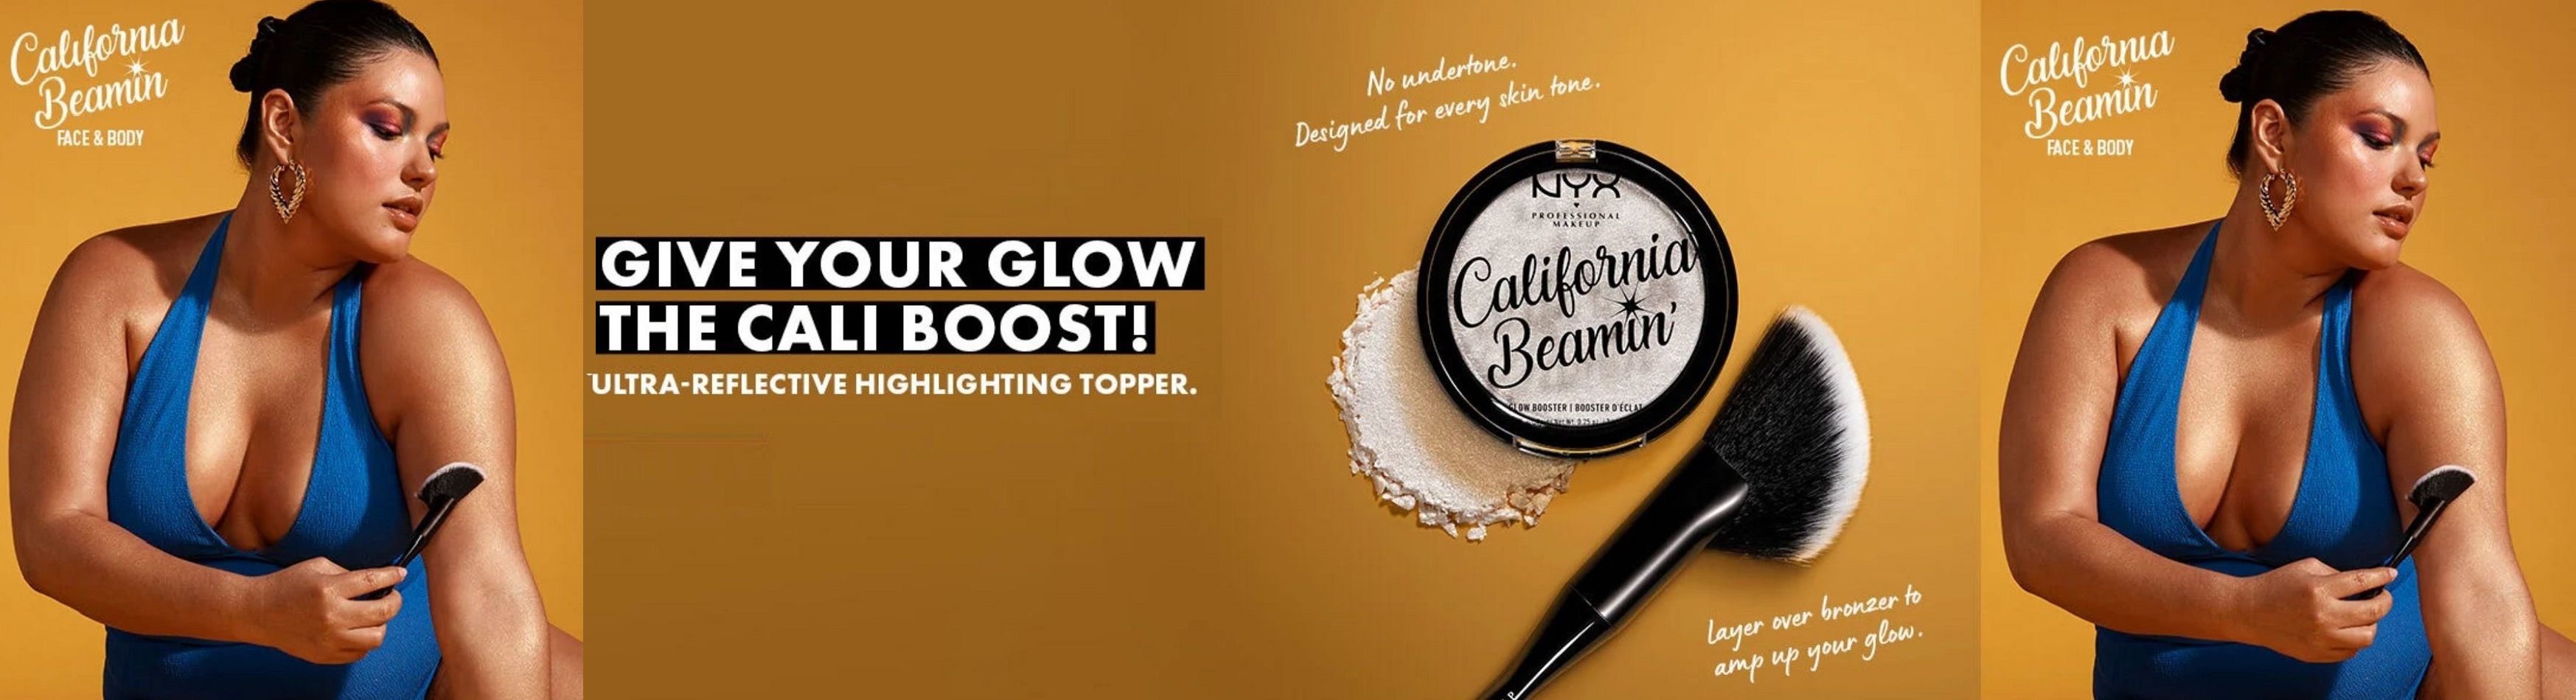 California
Beamin
FACE & BODY
GIVE YOUR GLOW
THE CALI BOOST!
ULTRA-REFLECTIVE HIGHLIGHTING TOPPER.
No undertone.
Designed for every skin tone.
NYX
PROFESSIONAL
MAKEUP
California
Beamin'
GLOW BOOSTER | BOOSTER D'ÉCLAT
Layer over bronzer to
amp up your glow.
California
Beamin
FACE & BODY